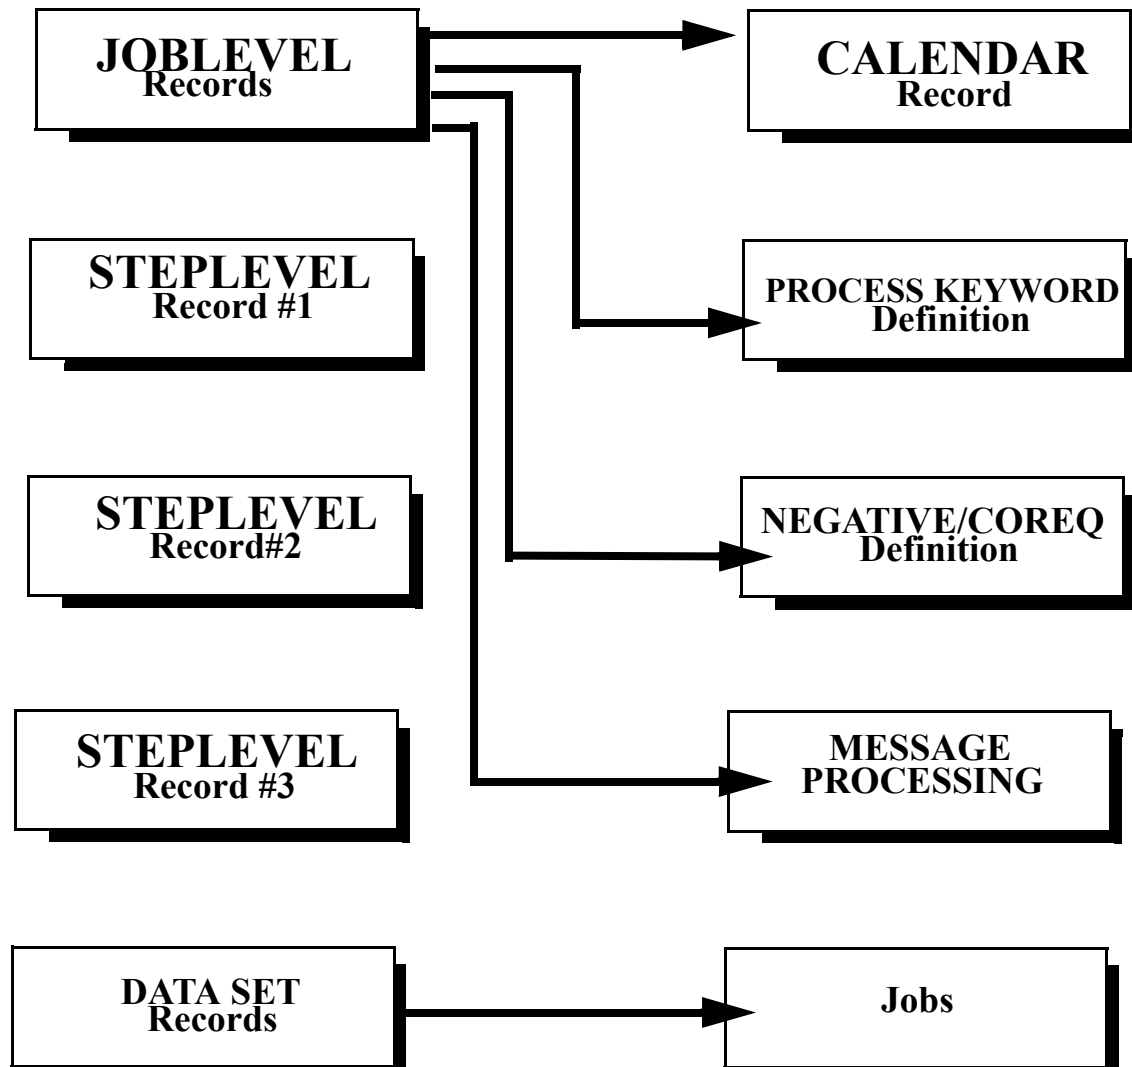 JOBLEVEL
Records
CALENDAR
Record
STEPLEVEL
Record #1
PROCESS KEYWORD
Definition
STEPLEVEL
Record#2
NEGATIVE/COREQ
Definition
STEPLEVEL
Record #3
MESSAGE
PROCESSING
DATA SET
Records
Jobs